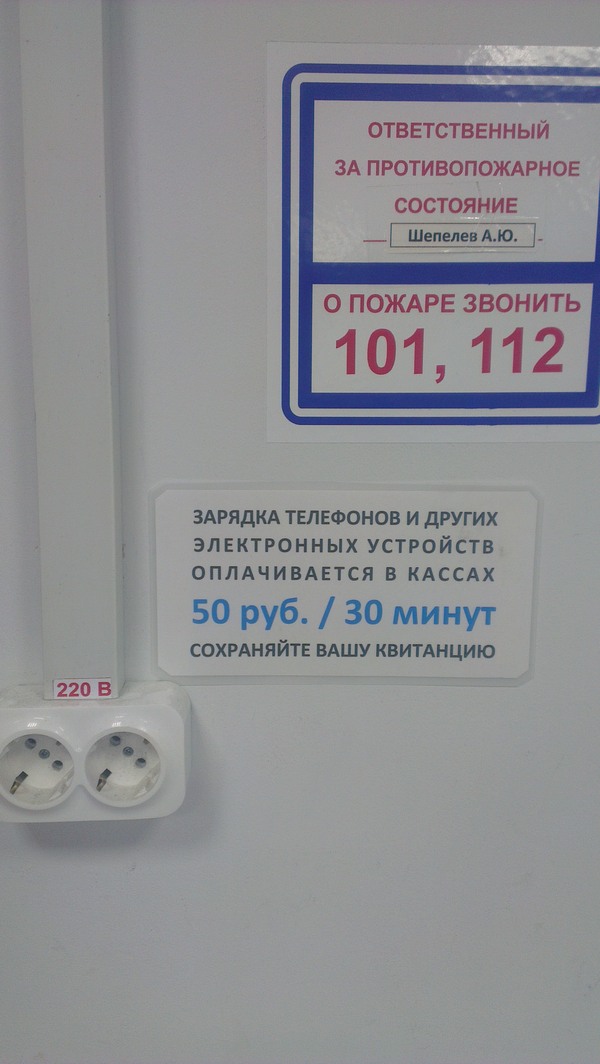 ОТВЕТСТВЕННЫЙ
ЗА ПРОТИВОПОЖАРНОЕ
СОСТОЯНИЕ
Шепелев А.Ю.
О ПОЖАРЕ ЗВОНИТЬ
101, 112
ЗАРЯДКА ТЕЛЕФОНОВ И ДРУГИХ
ЭЛЕКТРОННЫХ УСТРОЙСТВ
ОПЛАЧИВАЕТСЯ В КАССАХ
50 руб. / 30 минут
СОХРАНЯЙТЕ ВАШУ КВИТАНЦИЮ
220 В